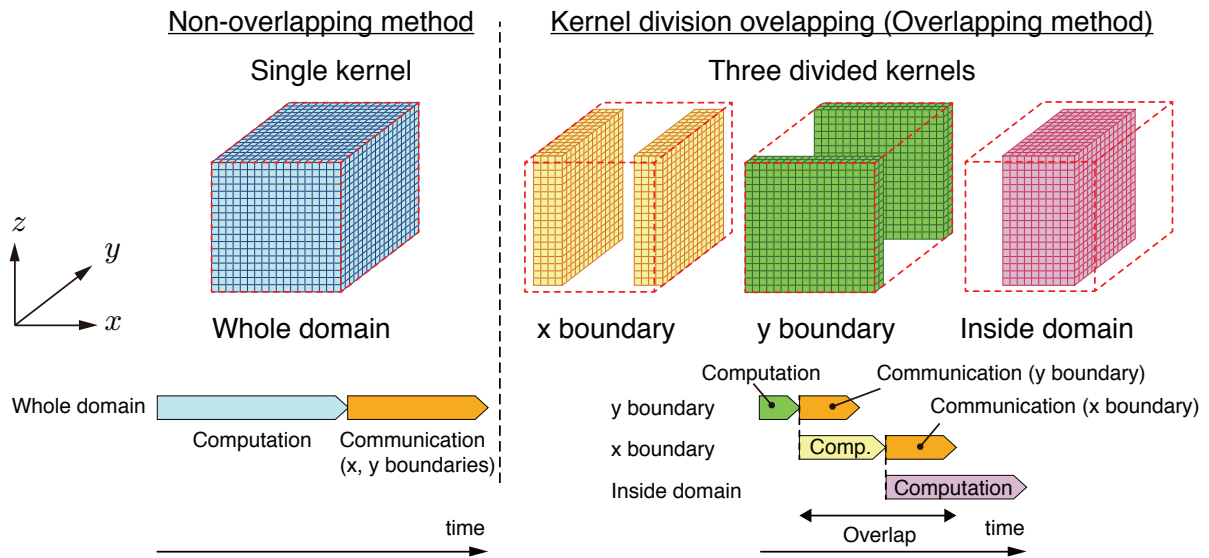 Non-overlapping method
Kernel division ovelapping (Overlapping method)
Single kernel
Three divided kernels
z
y
x
Whole domain
x boundary
y boundary
Inside domain
Whole domain
Computation
Communication
(x, y boundaries)
time
Computation
Communication (y boundary)
y boundary
Communication (x boundary)
x boundary
Comp.
Inside domain
Computation
Overlap
time